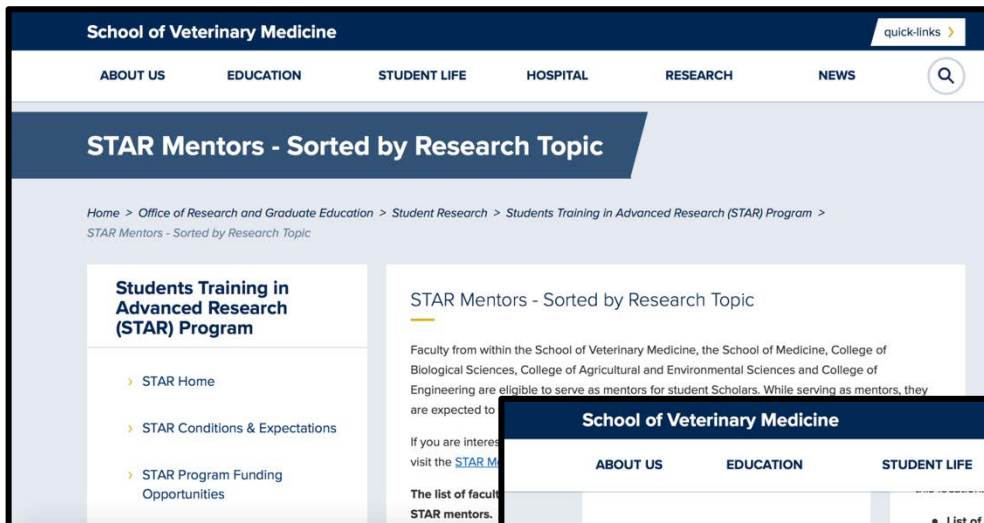 School of Veterinary Medicine
quick-links >
ABOUT US EDUCATION STUDENT LIFE HOSPITAL RESEARCH NEWS
STAR Mentors - Sorted by Research Topic
Home > Office of Research and Graduate Education > Student Research > Students Training in Advanced Research (STAR) Program >
STAR Mentors - Sorted by Research Topic
Students Training in
Advanced Research
(STAR) Program
> STAR Home
> STAR Conditions & Expectations
> STAR Program Funding
Opportunities
STAR Mentors - Sorted by Research Topic
Faculty from within the School of Veterinary Medicine, the School of Medicine, College of
Biological Sciences, College of Agricultural and Environmental Sciences and College of
Engineering are eligible to serve as mentors for student Scholars. While serving as mentors, they
are expected to
If you are interes
visit the STAR M
The list of facult
STAR mentors.
School of Veterinary Medicine
ABOUT US EDUCATION STUDENT LIFE
• List of